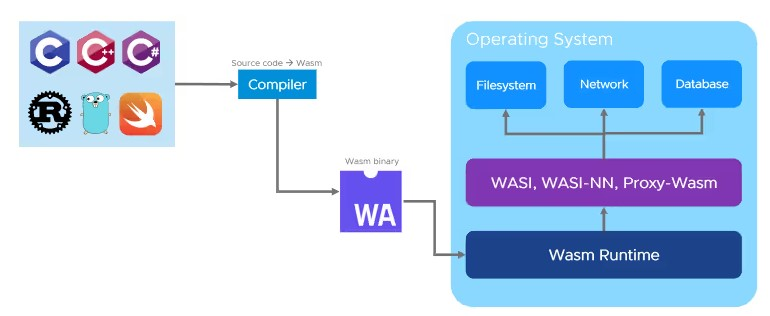 C
C++
C#
R
Source code → Wasm
Compiler
Wasm binary
WA
Operating System
Filesystem
Network
Database
WASI, WASI-NN, Proxy-Wasm
Wasm Runtime